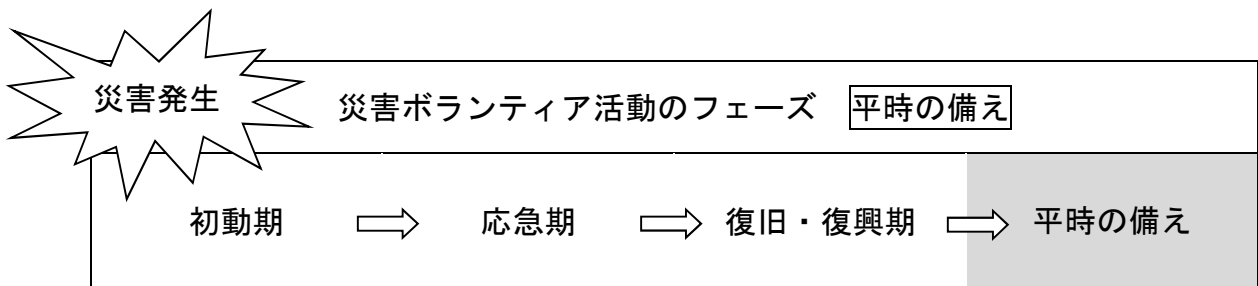 災害発生
災害ボランティア活動のフェーズ 平時の備え
初動期 ⇨ 応急期 ⇨ 復旧・復興期 ⇨ 平時の備え